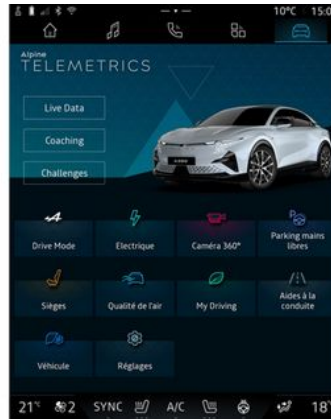 10°C 15:0
Alpine
TELEMETRICS
Live Data
Coaching
Challenges
Drive Mode
Electrique
Caméra 360°
Parking mains
libres
Sièges
Qualité de l'air
My Driving
Aides à la
conduite
Véhicule
Réglages
21°C 2 SYNC A/C 18°